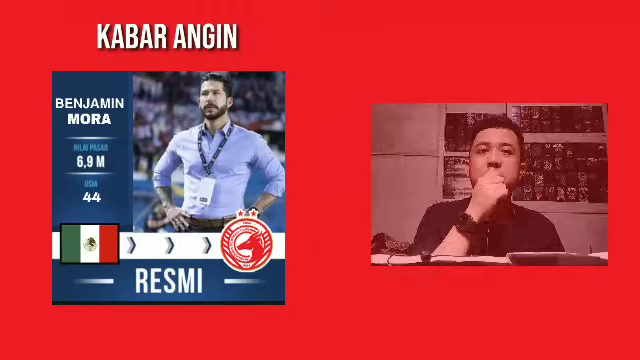 KABAR ANGIN
BENJAMIN
MORA
NILAI PASAR
6,9 M
USIA
44
RESMI